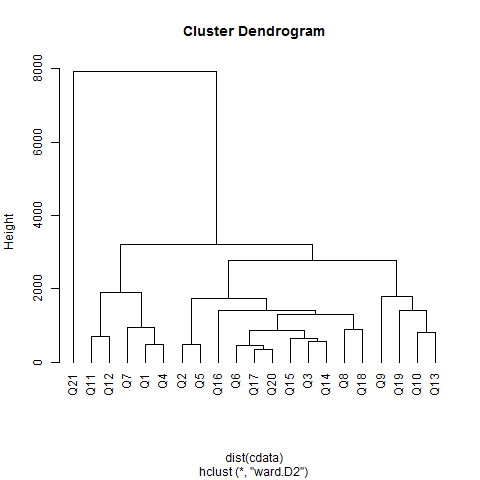 Cluster Dendrogram
Height
8000
6000
4000
2000
0
Q21 Q11 Q12 Q7 Q1 Q4 Q2 Q5 Q16 Q6 Q17 Q20 Q15 Q3 Q14 Q8 Q18 Q9 Q19 Q10 Q13
dist(cdata)
hclust (*, "ward.D2")